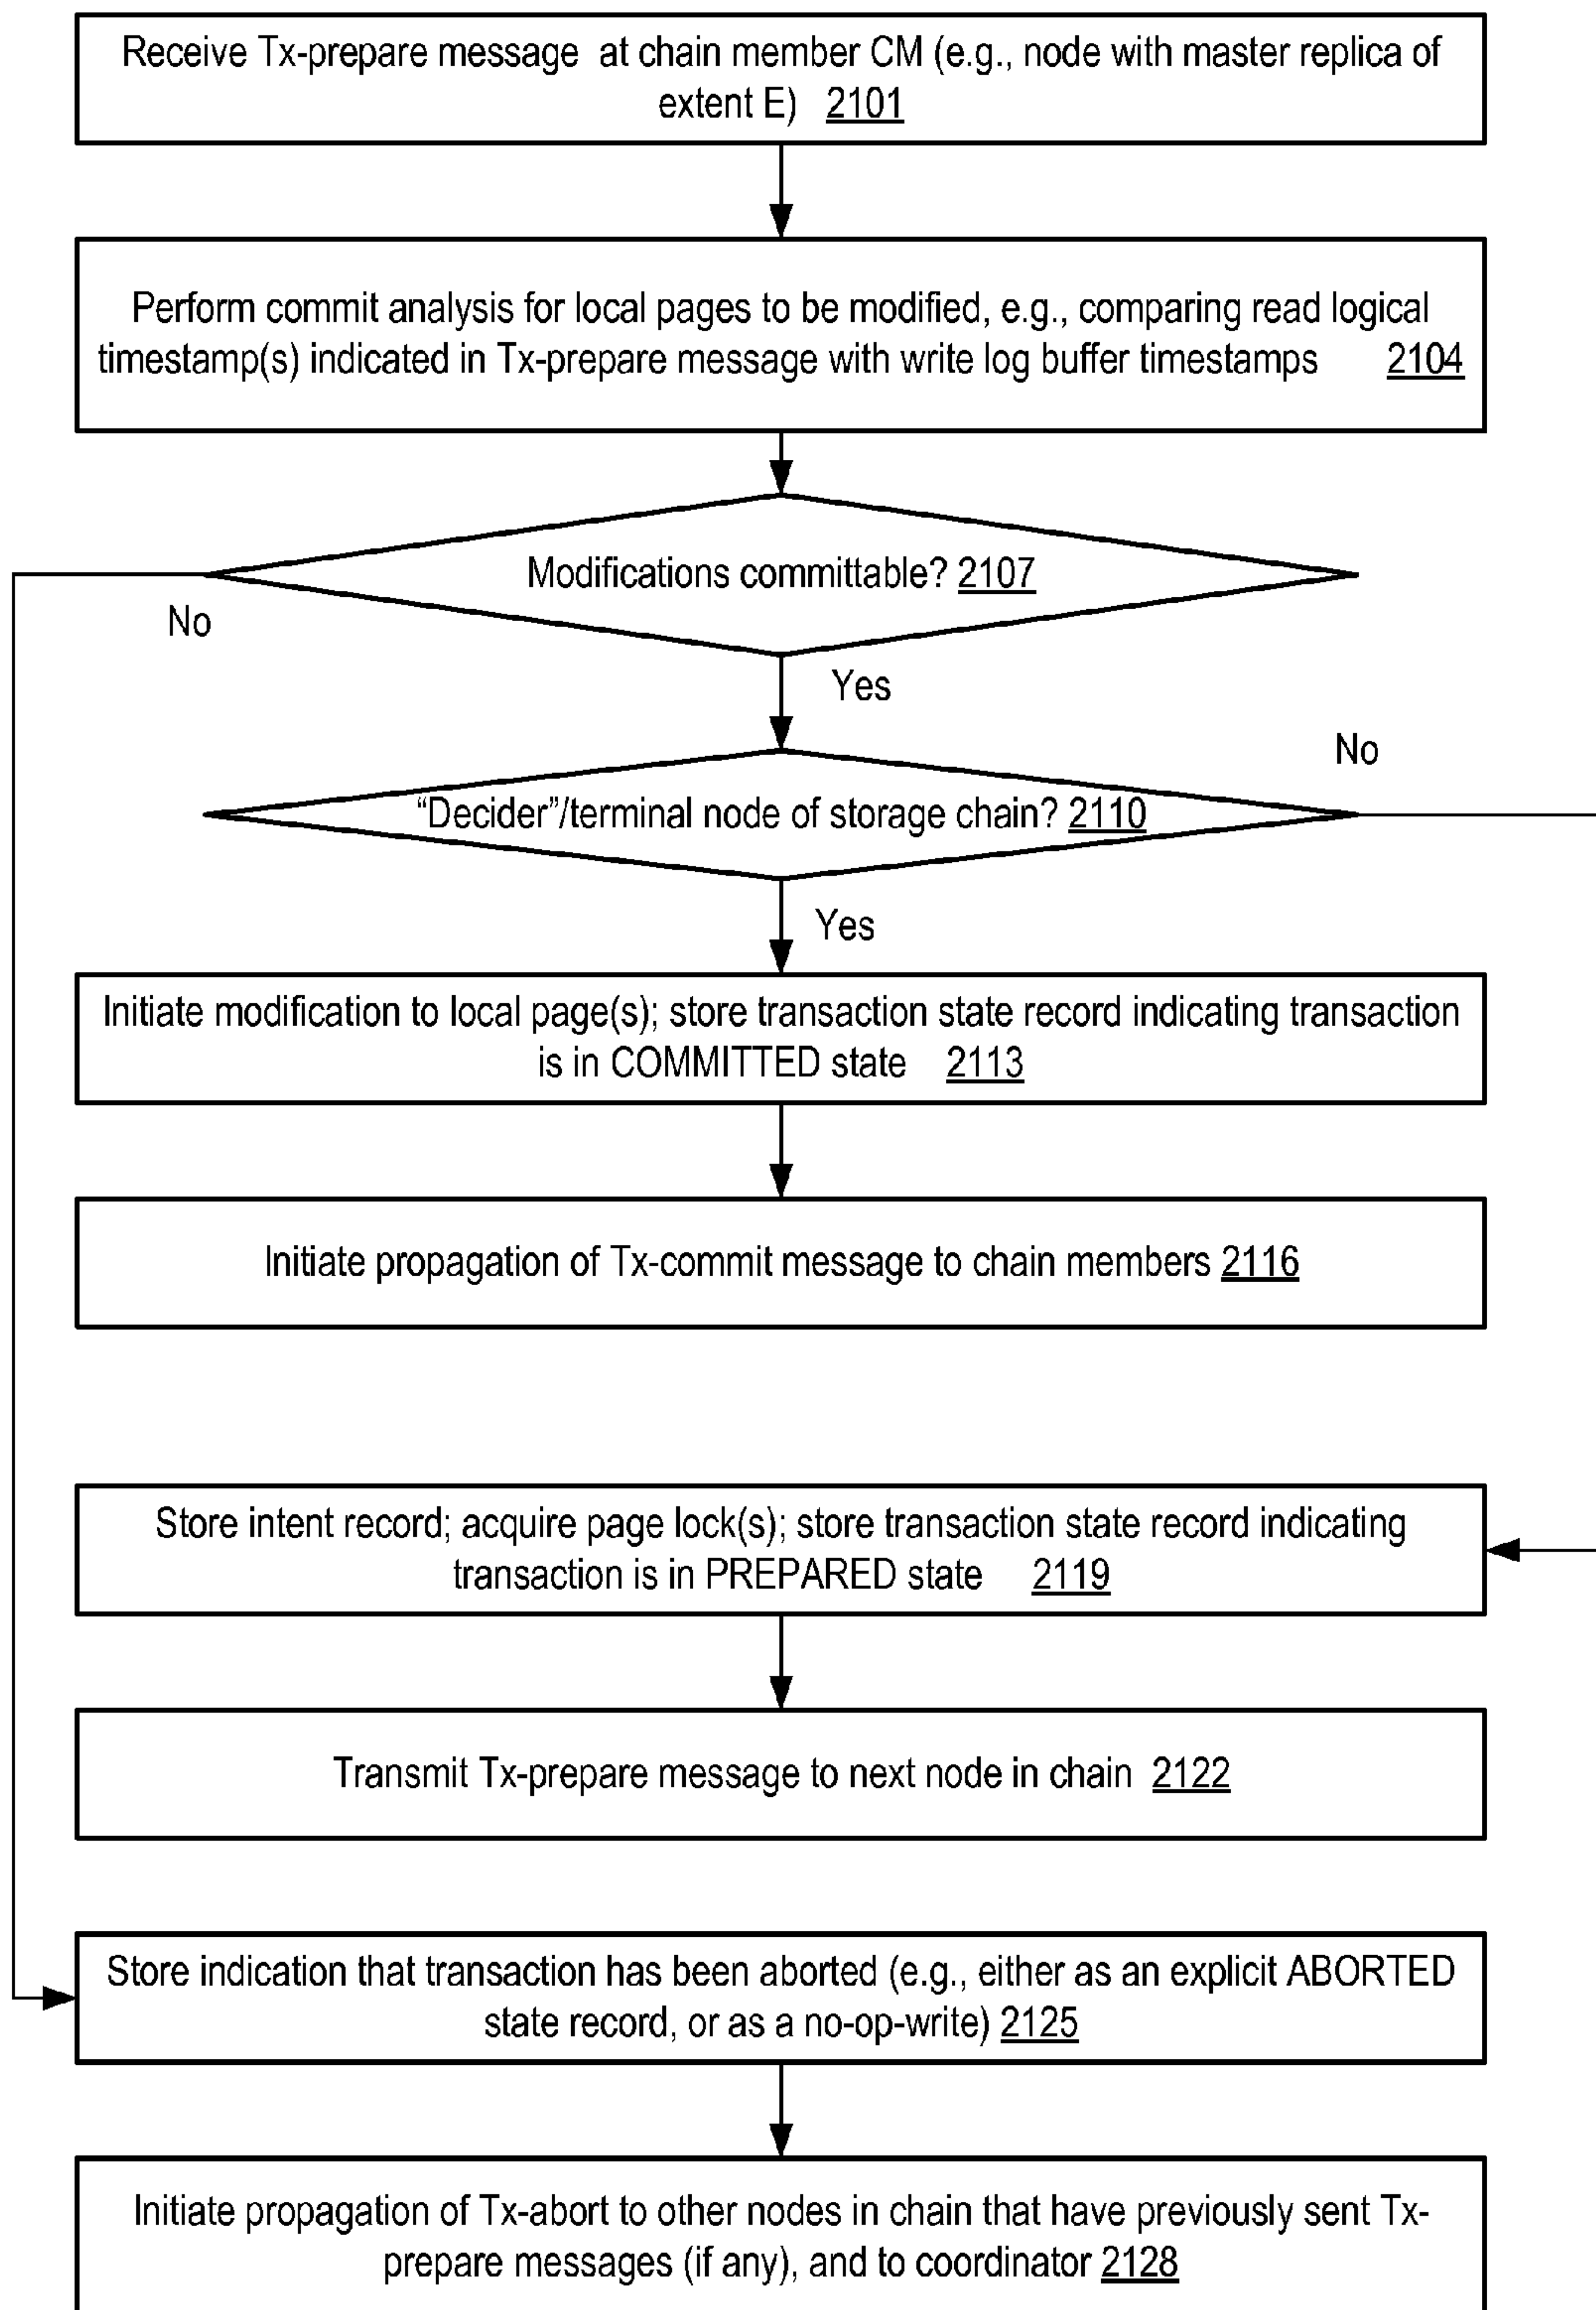 Receive Tx-prepare message at chain member CM (e.g., node with master replica of
extent E) 2101
Perform commit analysis for local pages to be modified, e.g., comparing read logical
timestamp(s) indicated in Tx-prepare message with write log buffer timestamps 2104
Modifications committable? 2107
No
Yes
No
“Decider”/terminal node of storage chain? 2110
Yes
Initiate modification to local page(s); store transaction state record indicating transaction
is in COMMITTED state 2113
Initiate propagation of Tx-commit message to chain members 2116
Store intent record; acquire page lock(s); store transaction state record indicating
transaction is in PREPARED state 2119
Transmit Tx-prepare message to next node in chain 2122
Store indication that transaction has been aborted (e.g., either as an explicit ABORTED
state record, or as a no-op-write) 2125
Initiate propagation of Tx-abort to other nodes in chain that have previously sent Tx-
prepare messages (if any), and to coordinator 2128